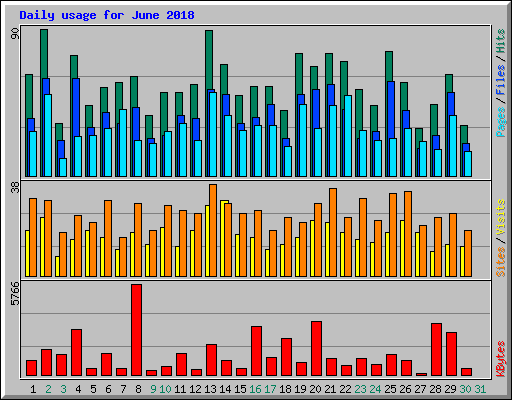 Daily usage for June 2018
90
Pages / Files / Hits
38
Sites / Visits
5766
KBytes
1 2 3 4 5 6 7 8 9 10 11 12 13 14 15 16 17 18 19 20 21 22 23 24 25 26 27 28 29 30 31